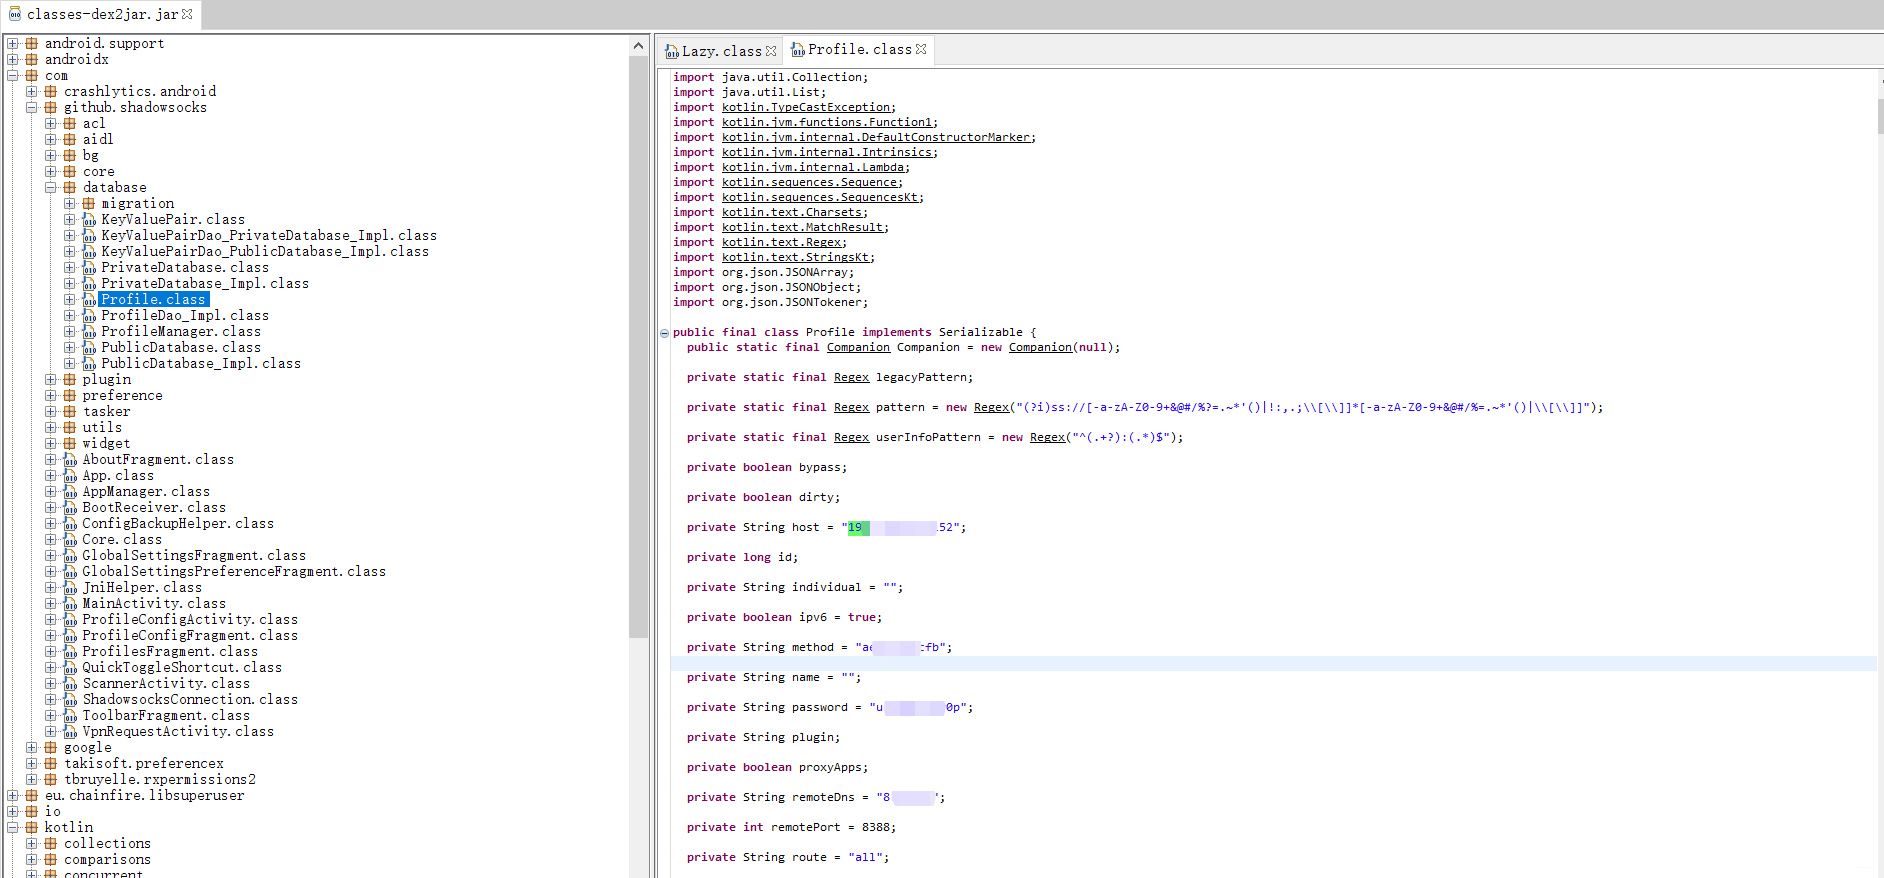 classes-dex2jar.jar
android.support
androidx
com
crashlytics.android
github.shadowsocks
acl
aidl
bg
core
database
migration
KeyValuePair.class
KeyValuePairDao_PrivateDatabase_Impl.class
KeyValuePairDao_PublicDatabase_Impl.class
PrivateDatabase.class
PrivateDatabase_Impl.class
Profile.class
ProfileDao_Impl.class
ProfileManager.class
PublicDatabase.class
PublicDatabase_Impl.class
plugin
preference
tasker
utils
widget
AboutFragment.class
App.class
AppManager.class
BootReceiver.class
ConfigBackupHelper.class
Core.class
GlobalSettingsFragment.class
GlobalSettingsPreferenceFragment.class
JniHelper.class
MainActivity.class
ProfileConfigActivity.class
ProfileConfigFragment.class
ProfilesFragment.class
QuickToggleShortcut.class
ScannerActivity.class
ShadowsocksConnection.class
ToolbarFragment.class
VpnRequestActivity.class
google
takisoft.preferencex
tbruyelle.rxpermissions2
eu.chainfire.libsuperuser
io
kotlin
collections
comparisons
concurrent
Lazy.class
Profile.class
import java.util.Collection;
import java.util.List;
import kotlin.TypeCastException;
import kotlin.jvm.functions.Function1;
import kotlin.jvm.internal.DefaultConstructorMarker;
import kotlin.jvm.internal.Intrinsics;
import kotlin.jvm.internal.Lambda;
import kotlin.sequences.Sequence;
import kotlin.sequences.SequencesKt;
import kotlin.text.Charsets;
import kotlin.text.MatchResult;
import kotlin.text.Regex;
import kotlin.text.StringsKt;
import org.json.JSONArray;
import org.json.JSONObject;
import org.json.JSONTokener;
public final class Profile implements Serializable {
public static final Companion Companion = new Companion(null);
private static final Regex legacyPattern;
private static final Regex pattern = new Regex("(?i)ss://[-a-zA-Z0-9+&@#/%?=.~*'()|!:,.;\\[\\]]*[-a-zA-Z0-9+&@#/%=.~*'()|\\[\\]]");
private static final Regex userInfoPattern = new Regex("^(.+?):(.*)$");
private boolean bypass;
private boolean dirty;
private String host = "19 .52";
private long id;
private String individual = "";
private boolean ipv6 = true;
private String method = "ae cfb";
private String name = "";
private String password = "u 0p";
private String plugin;
private boolean proxyApps;
private String remoteDns = "8 ";
private int remotePort = 8388;
private String route = "all";